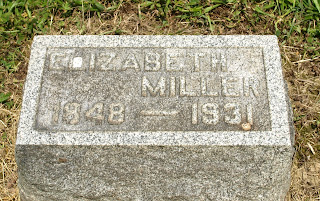 ELIZABETH
MILLER
1848 — 1931